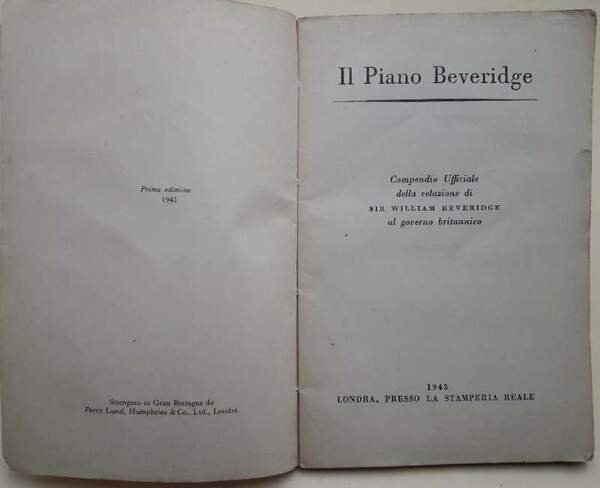 Prima edizione
1943
Stampato in Gran Bretagna da
Percy Lund, Humphries & Co., Ltd., Londra.
Il Piano Beveridge
Compendio Ufficiale
della relazione di
SIR WILLIAM BEVERIDGE
al governo britannico
1943
LONDRA, PRESSO LA STAMPERIA REALE